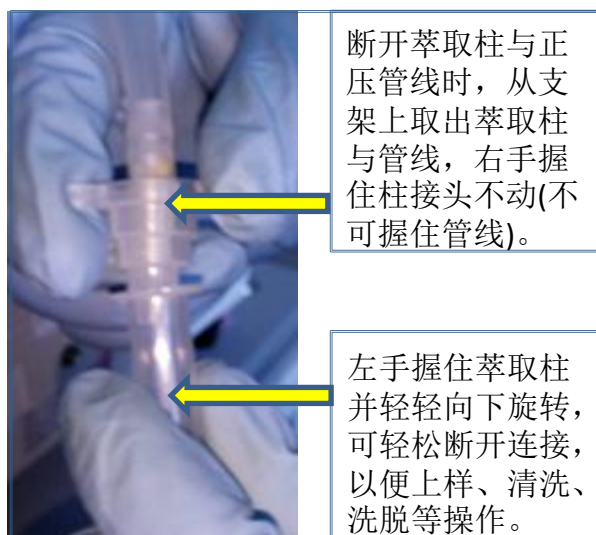 断开萃取柱与正
压管线时，从支
架上取出萃取柱
与管线，右手握
住柱接头不动(不
可握住管线)。
左手握住萃取柱
并轻轻向下旋转，
可轻松断开连接，
以便上样、清洗、
洗脱等操作。